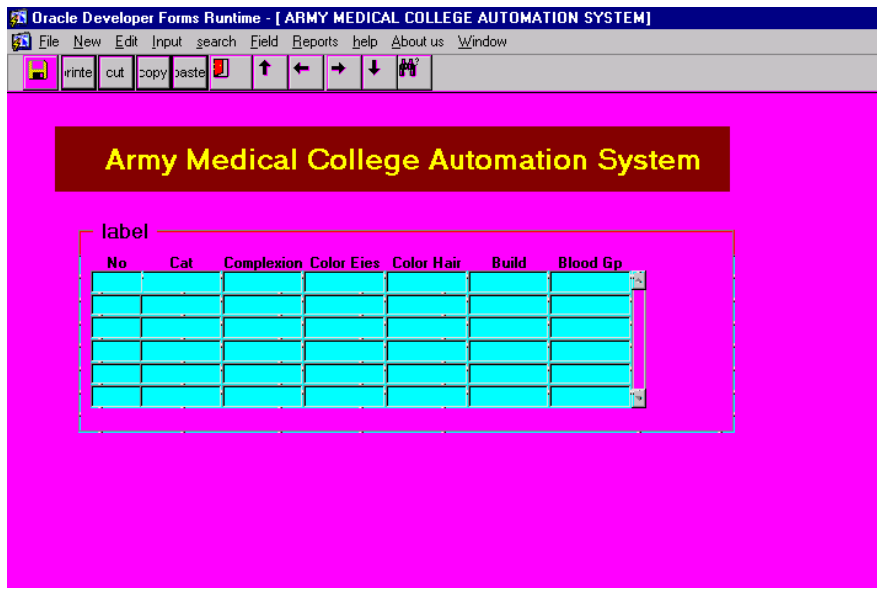 Oracle Developer Forms Runtime - [ ARMY MEDICAL COLLEGE AUTOMATION SYSTEM]
File New Edit Input search Field Reports help About us Window
rinte cut copy paste
Army Medical College Automation System
label
No Cat Complexion Color Eies Color Hair Build Blood Gp